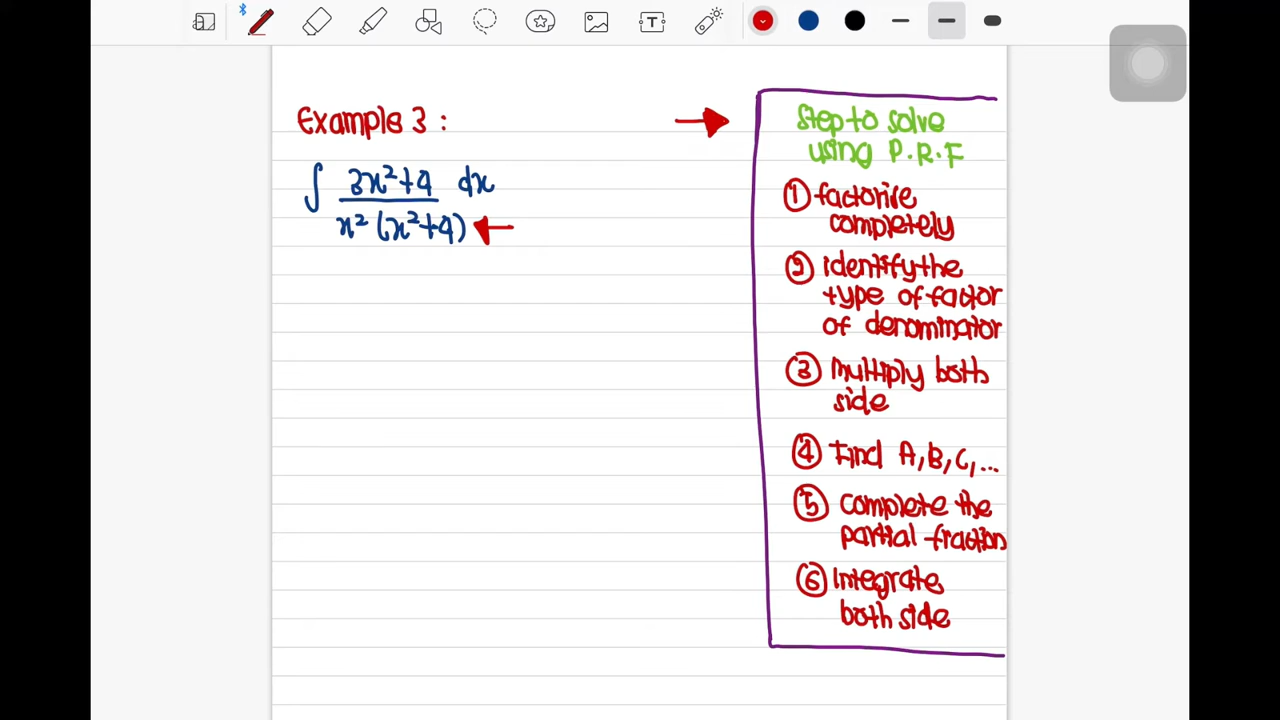 Example 3 :
∫ 3x²+4 dx
x² (x²+4)
Step to solve
using P.R.F
① factorise
completely
② identify the
type of factor
of denominator
③ Multiply both
side
④ Find A, B, C, ...
⑤ complete the
partial fraction
⑥ Integrate
both side